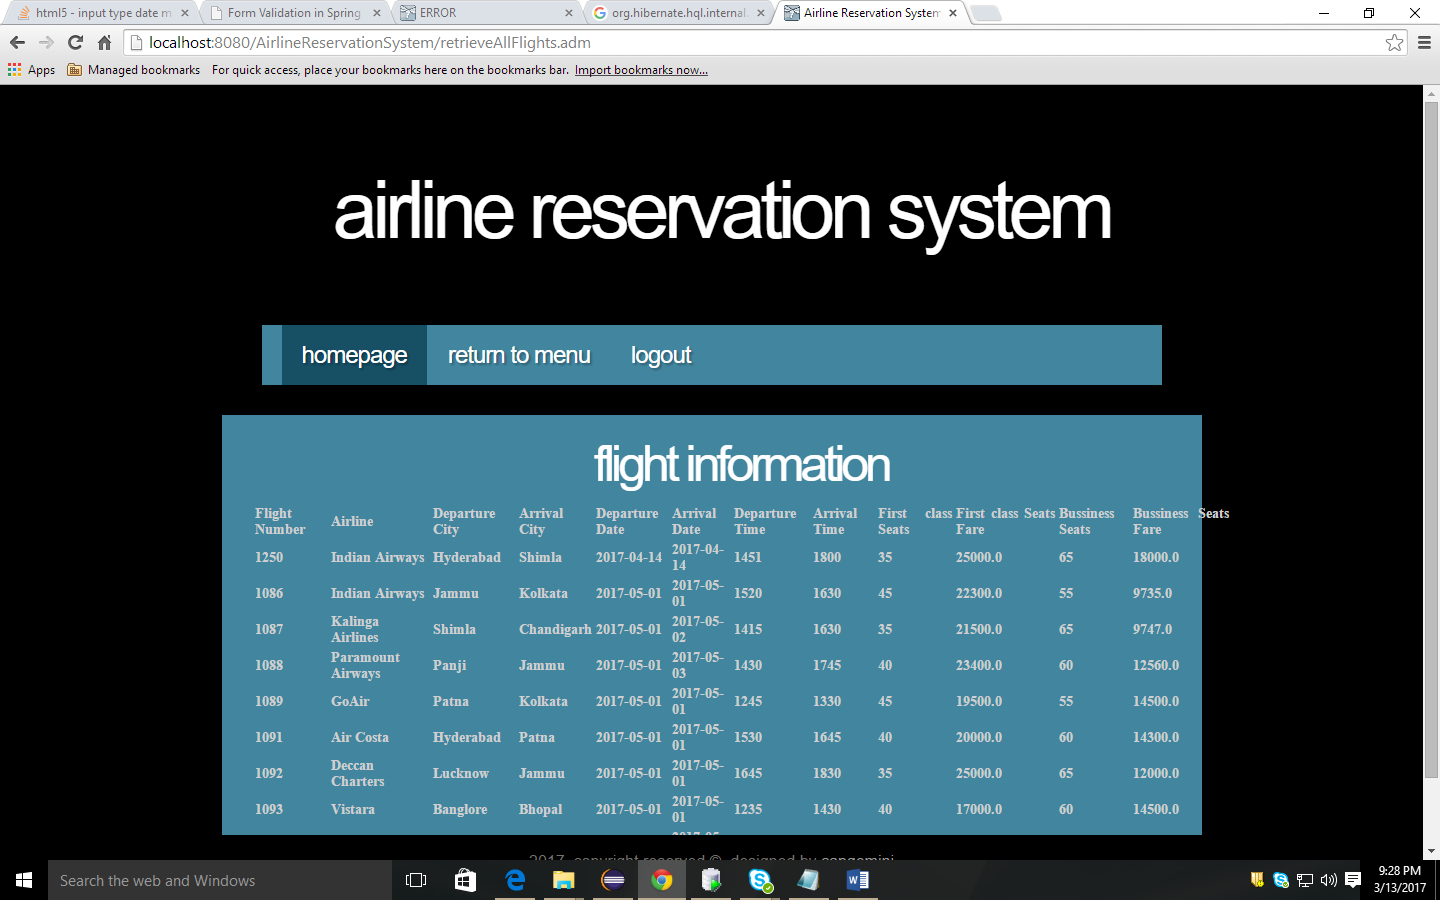 html5 - input type date m
Form Validation in Spring
ERROR
org.hibernate.hql.internal.
Airline Reservation System
localhost:8080/AirlineReservationSystem/retrieveAllFlights.adm
Apps Managed bookmarks For quick access, place your bookmarks here on the bookmarks bar. Import bookmarks now...
airline reservation system
homepage return to menu logout
flight information
Flight Number Airline Departure City Arrival City Departure Date Arrival Date Departure Time Arrival Time First class Seats First class Seats Fare Bussiness Seats Bussiness Seats Fare
1250 Indian Airways Hyderabad Shimla 2017-04-14 2017-04-14 1451 1800 35 25000.0 65 18000.0
1086 Indian Airways Jammu Kolkata 2017-05-01 2017-05-01 1520 1630 45 22300.0 55 9735.0
1087 Kalinga Airlines Shimla Chandigarh 2017-05-01 2017-05-02 1415 1630 35 21500.0 65 9747.0
1088 Paramount Airways Panji Jammu 2017-05-01 2017-05-03 1430 1745 40 23400.0 60 12560.0
1089 GoAir Patna Kolkata 2017-05-01 2017-05-01 1245 1330 45 19500.0 55 14500.0
1091 Air Costa Hyderabad Patna 2017-05-01 2017-05-01 1530 1645 40 20000.0 60 14300.0
1092 Deccan Charters Lucknow Jammu 2017-05-01 2017-05-01 1645 1830 35 25000.0 65 12000.0
1093 Vistara Banglore Bhopal 2017-05-01 2017-05-01 1235 1430 40 17000.0 60 14500.0
Search the web and Windows
9:28 PM
3/13/2017